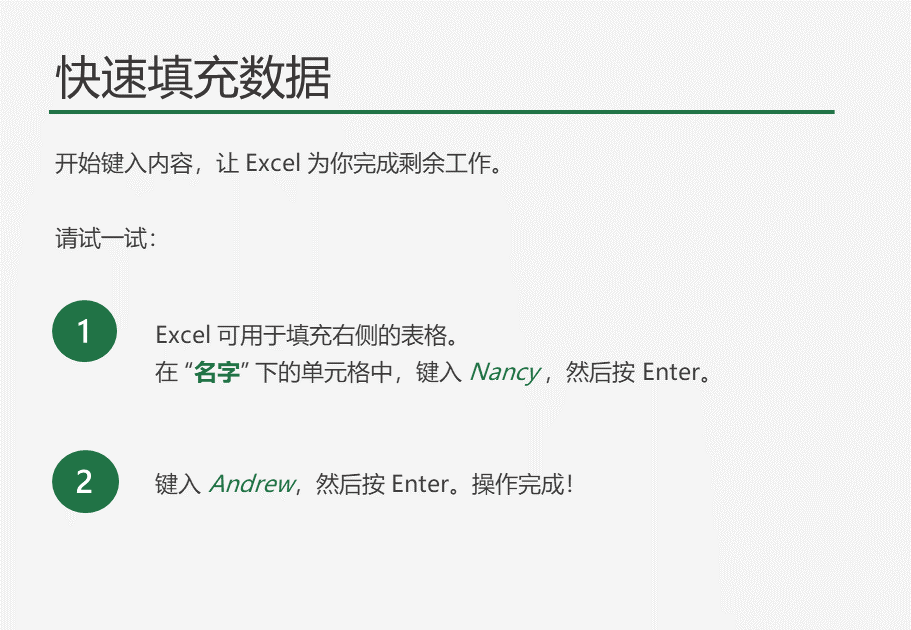 快速填充数据
开始键入内容，让 Excel 为你完成剩余工作。
请试一试：
1
Excel 可用于填充右侧的表格。
在 “名字” 下的单元格中，键入 Nancy ，然后按 Enter。
2
键入 Andrew，然后按 Enter。操作完成！